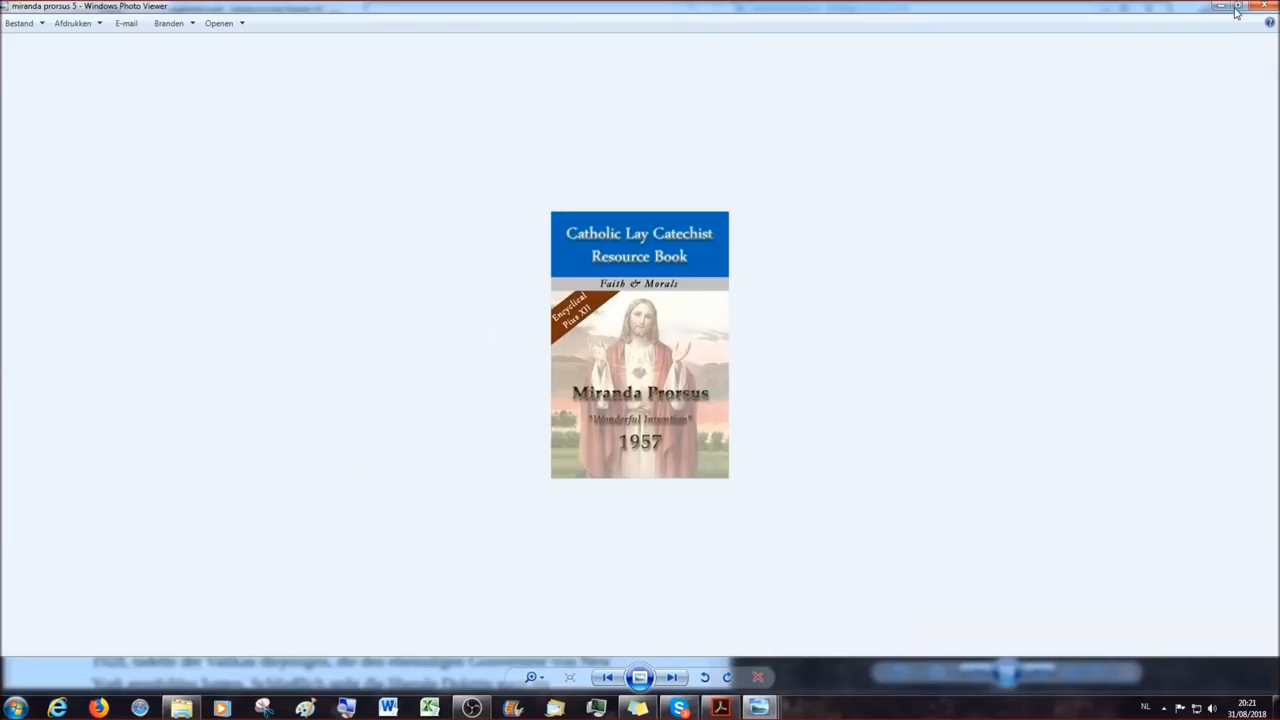 miranda prorsus 5 - Windows Photo Viewer
Bestand Afdrukken E-mail Branden Openen
Catholic Lay Catechist
Resource Book
Faith & Morals
Encyclical
Pius XII
Miranda Prorsus
"Wonderful Invention"
1957
NL
20:21
31/08/2018